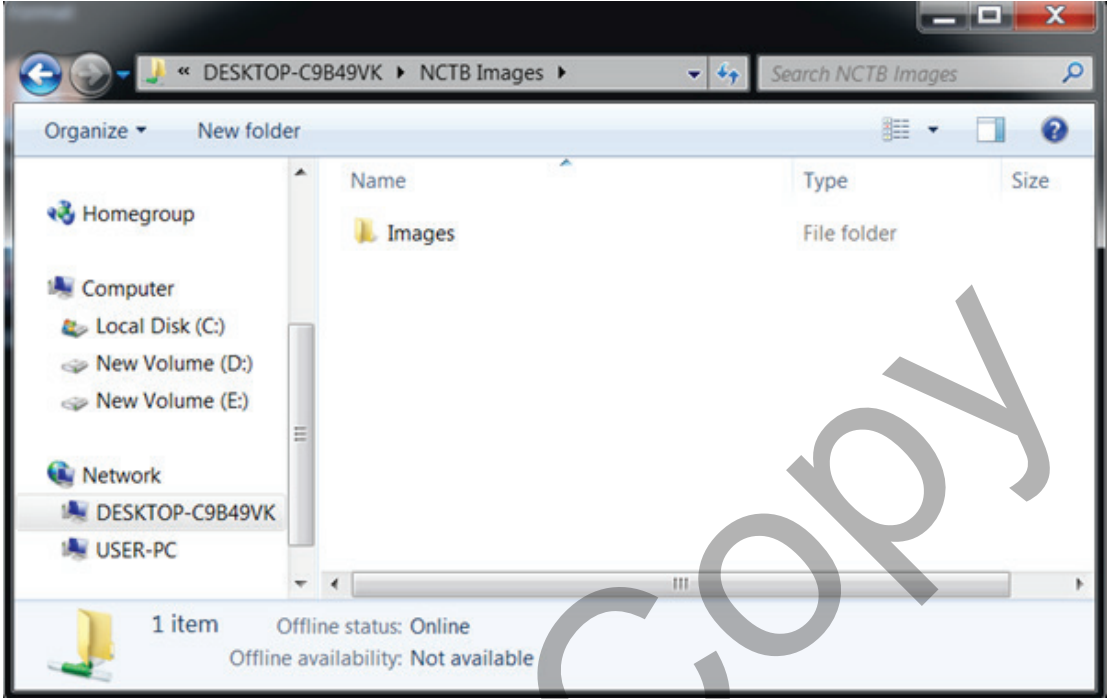 « DESKTOP-C9B49VK ▸ NCTB Images ▸ Search NCTB Images
Organize ▾ New folder
Name Type Size
Homegroup
Images File folder
Computer
Local Disk (C:)
New Volume (D:)
New Volume (E:)
Network
DESKTOP-C9B49VK
USER-PC
1 item Offline status: Online
Offline availability: Not available
Copy